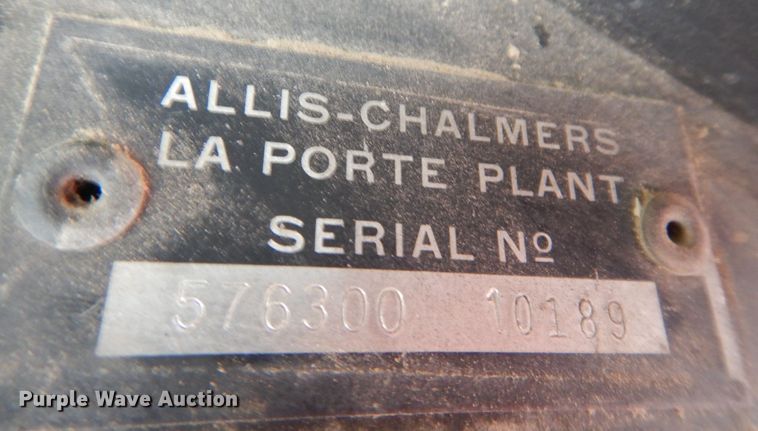 ALLIS-CHALMERS
LA PORTE PLANT
SERIAL Nº
576300 10189
Purple Wave Auction